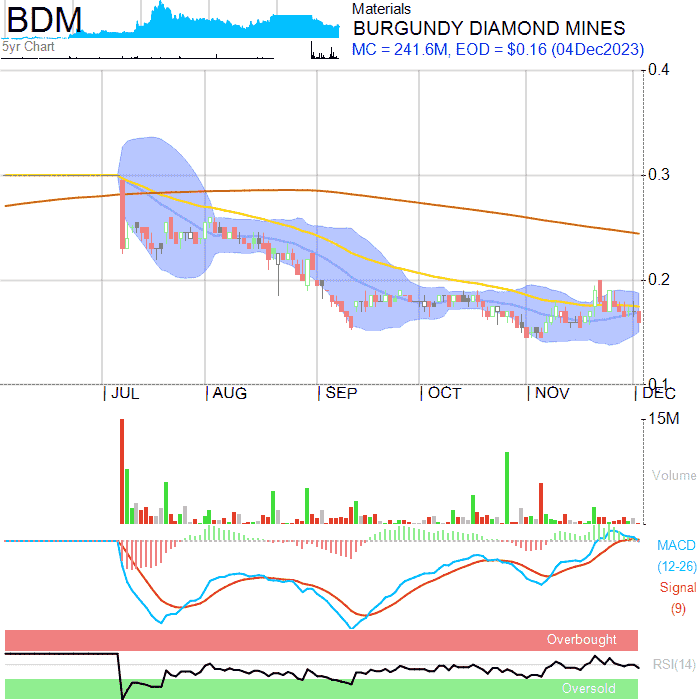 BDM
5yr Chart
Materials
BURGUNDY DIAMOND MINES
MC = 241.6M, EOD = $0.16 (04Dec2023)
0.4
0.3
0.2
0.1
JUL
AUG
SEP
OCT
NOV
DEC
15M
Volume
MACD
(12-26)
Signal
(9)
Overbought
RSI(14)
Oversold